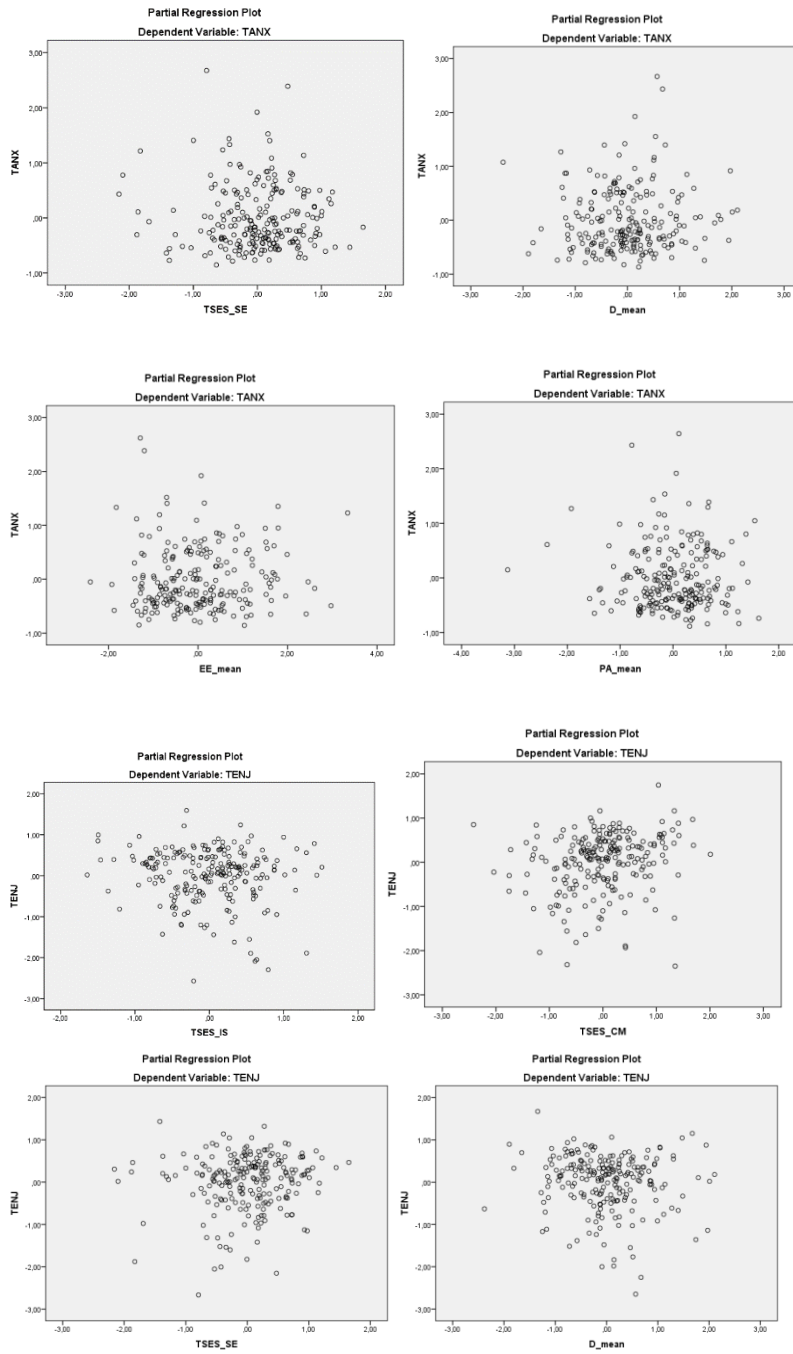 Partial Regression Plot
Dependent Variable: TANX
3,00
2,00
1,00
,00
-1,00
TANX
-3,00 -2,00 -1,00 ,00 1,00 2,00
TSES_SE
Partial Regression Plot
Dependent Variable: TANX
3,00
2,00
1,00
,00
-1,00
TANX
-3,00 -2,00 -1,00 ,00 1,00 2,00 3,00
D_mean
Partial Regression Plot
Dependent Variable: TANX
3,00
2,00
1,00
,00
-1,00
TANX
-2,00 ,00 2,00 4,00
EE_mean
Partial Regression Plot
Dependent Variable: TANX
3,00
2,00
1,00
,00
-1,00
TANX
-4,00 -3,00 -2,00 -1,00 ,00 1,00 2,00
PA_mean
Partial Regression Plot
Dependent Variable: TENJ
2,00
1,00
,00
-1,00
-2,00
-3,00
TENJ
-2,00 -1,00 ,00 1,00 2,00
TSES_IS
Partial Regression Plot
Dependent Variable: TENJ
2,00
1,00
,00
-1,00
-2,00
-3,00
TENJ
-3,00 -2,00 -1,00 ,00 1,00 2,00 3,00
TSES_CM
Partial Regression Plot
Dependent Variable: TENJ
2,00
1,00
,00
-1,00
-2,00
-3,00
TENJ
-3,00 -2,00 -1,00 ,00 1,00 2,00
TSES_SE
Partial Regression Plot
Dependent Variable: TENJ
2,00
1,00
,00
-1,00
-2,00
-3,00
TENJ
-3,00 -2,00 -1,00 ,00 1,00 2,00 3,00
D_mean